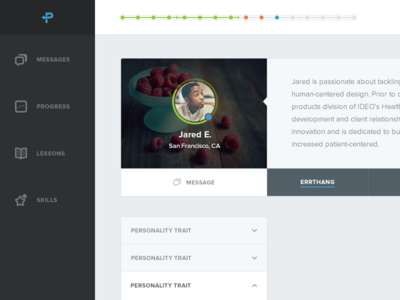 MESSAGES
PROGRESS
LESSONS
SKILLS
Jared E.
San Francisco, CA
MESSAGE
Jared is passionate about tackling
human-centered design. Prior to
products division of IDEO's Heal
development and client relationsh
innovation and is dedicated to bu
increased patient-centered.
ERRTHANG
PERSONALITY TRAIT
PERSONALITY TRAIT
PERSONALITY TRAIT